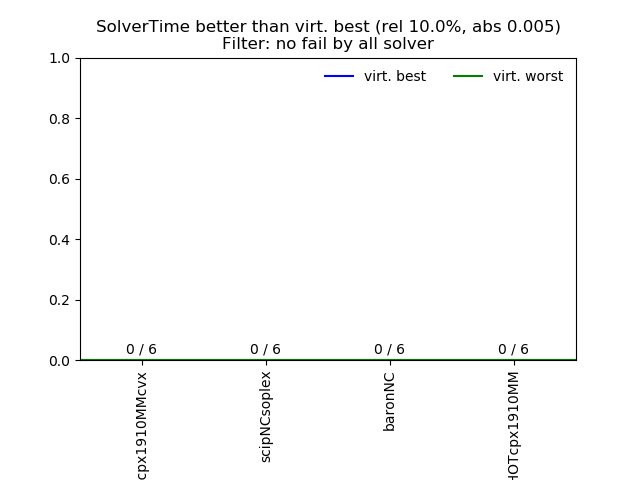 SolverTime better than virt. best (rel 10.0%, abs 0.005)
Filter: no fail by all solver
virt. best
virt. worst
1.0
0.8
0.6
0.4
0.2
0.0
0 / 6
0 / 6
0 / 6
0 / 6
cpx1910MMcvx
scipNCsoplex
baronNC
HOTcpx1910MM